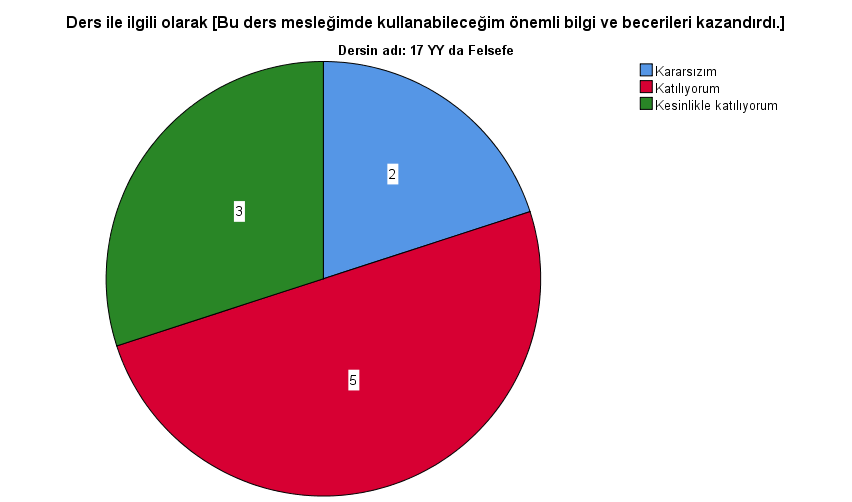 Ders ile ilgili olarak [Bu ders mesleğimde kullanabileceğim önemli bilgi ve becerileri kazandırdı.]
Dersin adı: 17 YY da Felsefe
Kararsızım
Katılıyorum
Kesinlikle katılıyorum
2
3
5